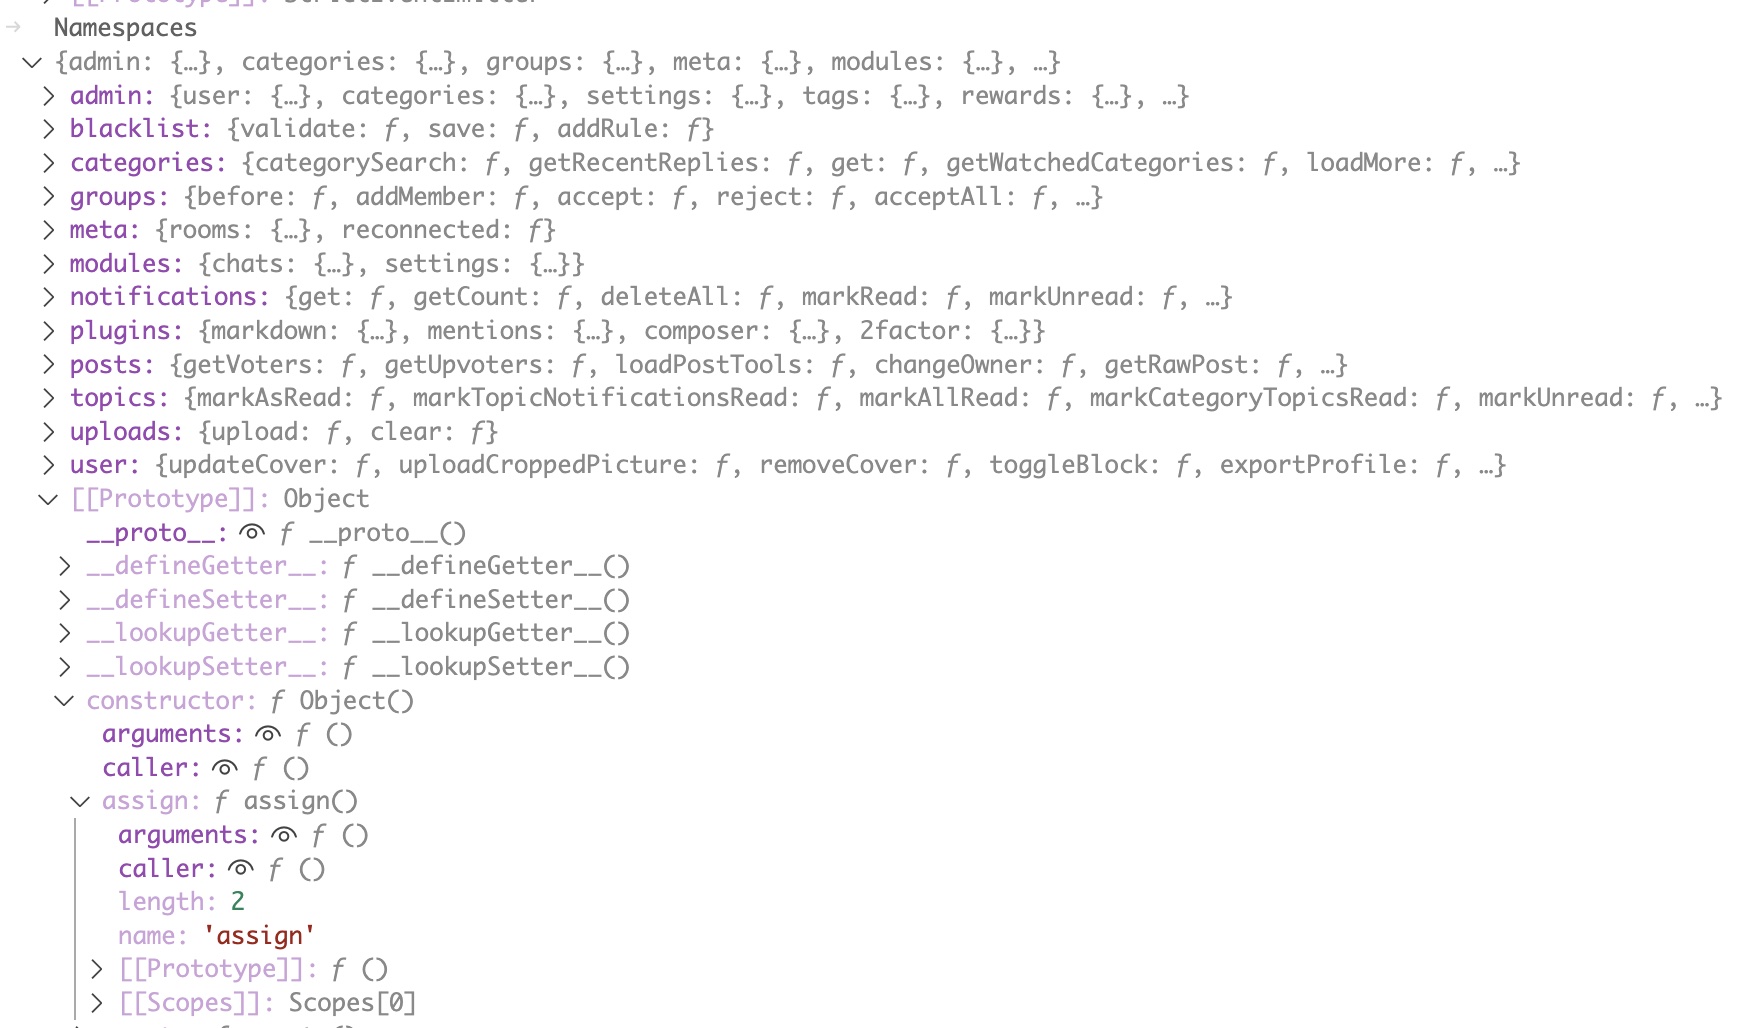 Namespaces
{admin: {…}, categories: {…}, groups: {…}, meta: {…}, modules: {…}, …}
admin: {user: {…}, categories: {…}, settings: {…}, tags: {…}, rewards: {…}, …}
blacklist: {validate: ƒ, save: ƒ, addRule: ƒ}
categories: {categorySearch: ƒ, getRecentReplies: ƒ, get: ƒ, getWatchedCategories: ƒ, loadMore: ƒ, …}
groups: {before: ƒ, addMember: ƒ, accept: ƒ, reject: ƒ, acceptAll: ƒ, …}
meta: {rooms: {…}, reconnected: ƒ}
modules: {chats: {…}, settings: {…}}
notifications: {get: ƒ, getCount: ƒ, deleteAll: ƒ, markRead: ƒ, markUnread: ƒ, …}
plugins: {markdown: {…}, mentions: {…}, composer: {…}, 2factor: {…}}
posts: {getVoters: ƒ, getUpvoters: ƒ, loadPostTools: ƒ, changeOwner: ƒ, getRawPost: ƒ, …}
topics: {markAsRead: ƒ, markTopicNotificationsRead: ƒ, markAllRead: ƒ, markCategoryTopicsRead: ƒ, markUnread: ƒ, …}
uploads: {upload: ƒ, clear: ƒ}
user: {updateCover: ƒ, uploadCroppedPicture: ƒ, removeCover: ƒ, toggleBlock: ƒ, exportProfile: ƒ, …}
[[Prototype]]: Object
__proto__: ƒ __proto__()
__defineGetter__: ƒ __defineGetter__()
__defineSetter__: ƒ __defineSetter__()
__lookupGetter__: ƒ __lookupGetter__()
__lookupSetter__: ƒ __lookupSetter__()
constructor: ƒ Object()
arguments: ƒ ()
caller: ƒ ()
assign: ƒ assign()
arguments: ƒ ()
caller: ƒ ()
length: 2
name: 'assign'
[[Prototype]]: ƒ ()
[[Scopes]]: Scopes[0]